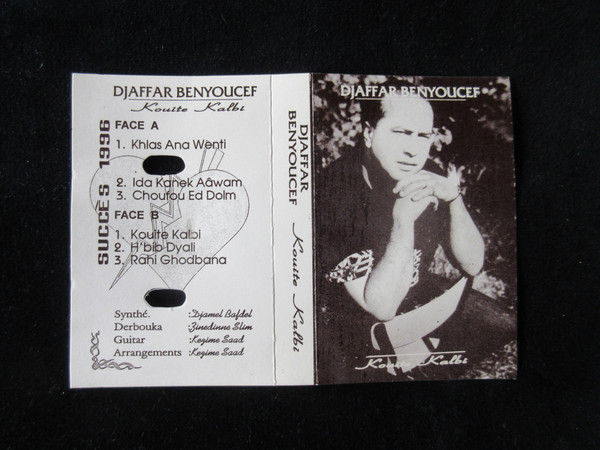 DJAFFAR BENYOUCEF
Kouite Kalbi
SUCCÈS 1996
FACE A
1. Khlas Ana Wenti
2. Ida Kanek Aâwam
3. Choufou Ed Dolm
FACE B
1. Kouite Kalbi
2. H'bib Dyali
3. Rahi Ghodbana
Synthé. :Djamel Bafdel
Derbouka :Zinedinne Slim
Guitar :Kezime Saad
Arrangements :Kezime Saad
DJAFFAR
BENYOUCEF
Kouite Kalbi
DJAFFAR BENYOUCEF
Kouite Kalbi